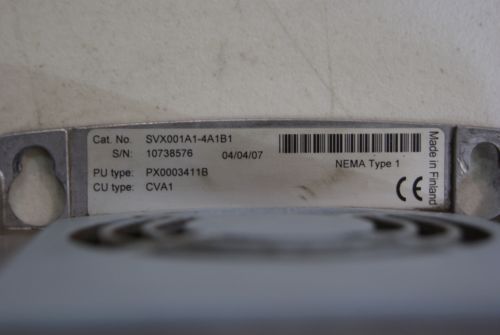 Cat. No. SVX001A1-4A1B1
S/N: 10738576 04/04/07
NEMA Type 1
PU type: PX0003411B
CU type: CVA1
CE
Made in Finland